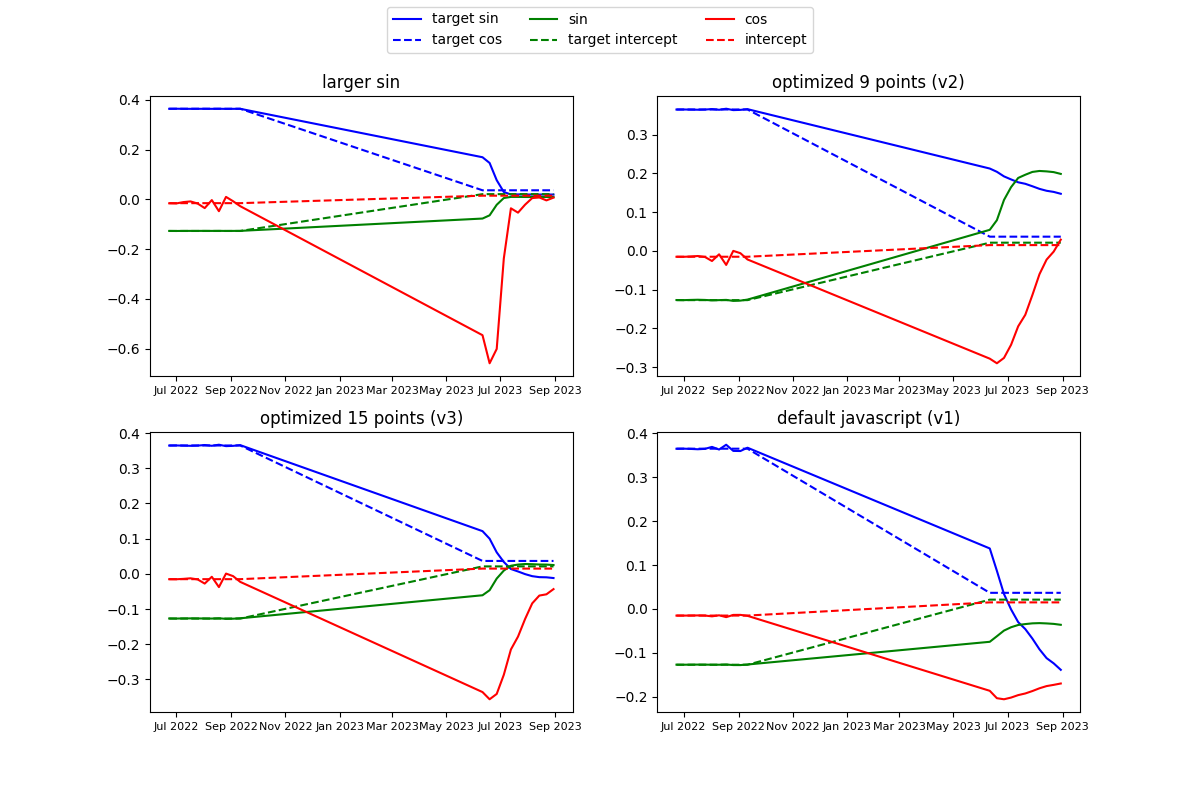 target sin sin cos
target cos target intercept intercept
larger sin
0.4
0.2
0.0
−0.2
−0.4
−0.6
Jul 2022 Sep 2022 Nov 2022 Jan 2023 Mar 2023 May 2023 Jul 2023 Sep 2023
optimized 9 points (v2)
0.3
0.2
0.1
0.0
−0.1
−0.2
−0.3
Jul 2022 Sep 2022 Nov 2022 Jan 2023 Mar 2023 May 2023 Jul 2023 Sep 2023
optimized 15 points (v3)
0.4
0.3
0.2
0.1
0.0
−0.1
−0.2
−0.3
Jul 2022 Sep 2022 Nov 2022 Jan 2023 Mar 2023 May 2023 Jul 2023 Sep 2023
default javascript (v1)
0.4
0.3
0.2
0.1
0.0
−0.1
−0.2
Jul 2022 Sep 2022 Nov 2022 Jan 2023 Mar 2023 May 2023 Jul 2023 Sep 2023